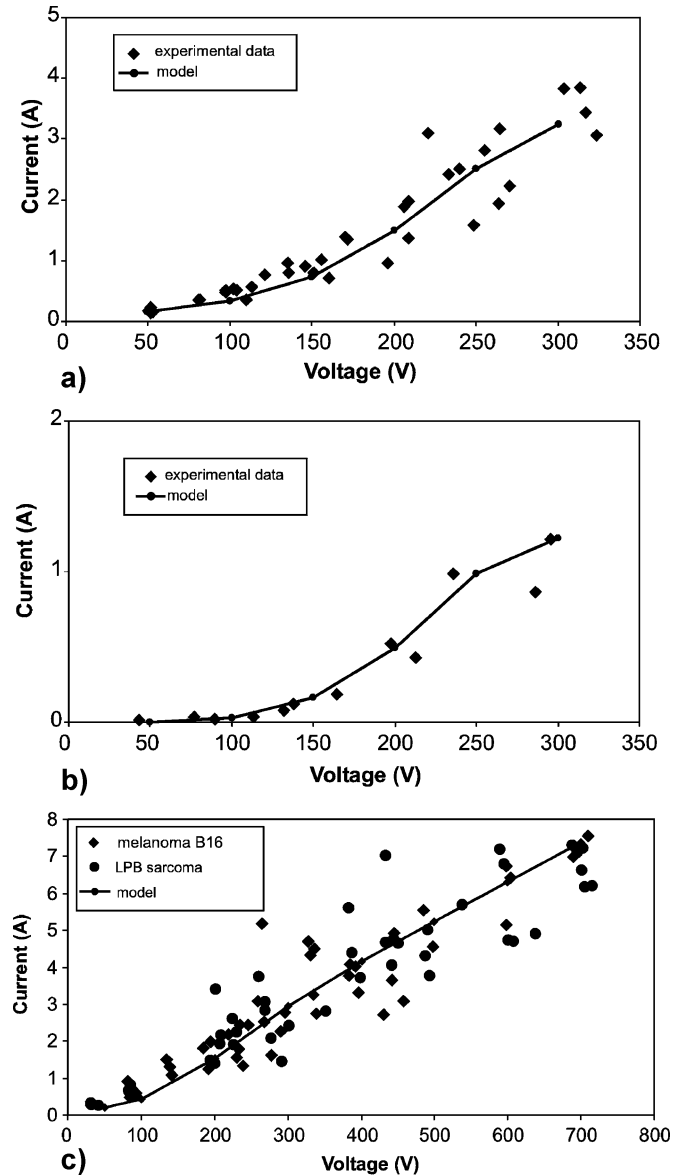 5
4
3
2
1
0
Current (A)
experimental data
model
0 50 100 150 200 250 300 350
Voltage (V)
a)
2
1
0
Current (A)
experimental data
model
0 50 100 150 200 250 300 350
Voltage (V)
b)
8
7
6
5
4
3
2
1
0
Current (A)
melanoma B16
LPB sarcoma
model
0 100 200 300 400 500 600 700 800
Voltage (V)
c)